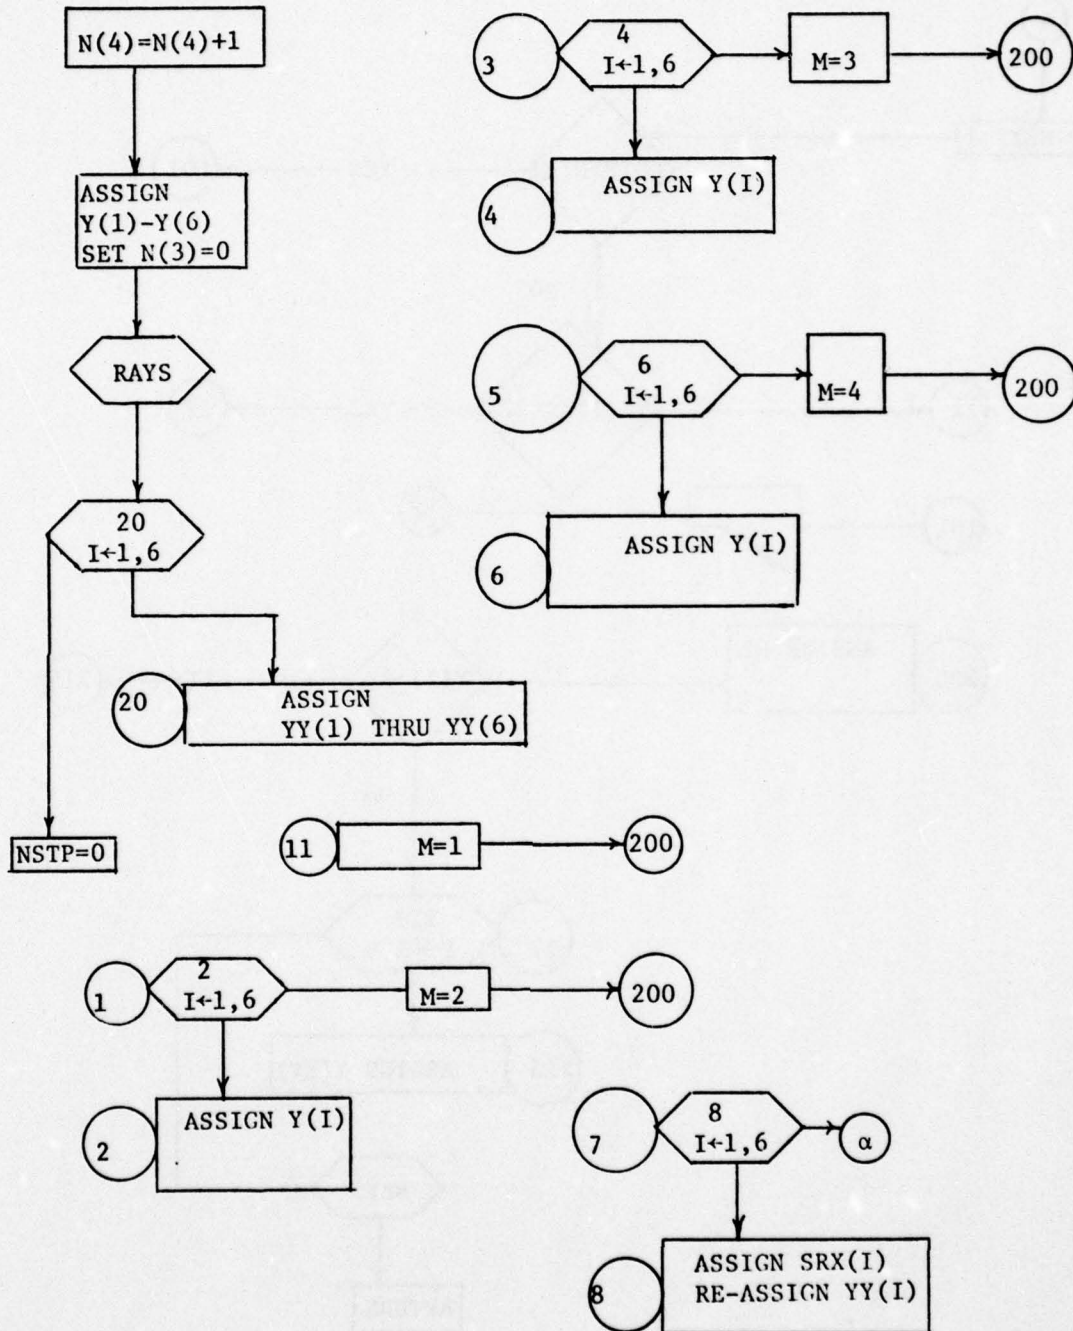 N(4)=N(4)+1
ASSIGN
Y(1)-Y(6)
SET N(3)=0
RAYS
20
I←1,6
20
ASSIGN
YY(1) THRU YY(6)
NSTP=0
11
M=1
200
1
2
I←1,6
M=2
200
2
ASSIGN Y(I)
3
4
I←1,6
M=3
200
4
ASSIGN Y(I)
5
6
I←1,6
M=4
200
6
ASSIGN Y(I)
7
8
I←1,6
α
8
ASSIGN SRX(I)
RE-ASSIGN YY(I)